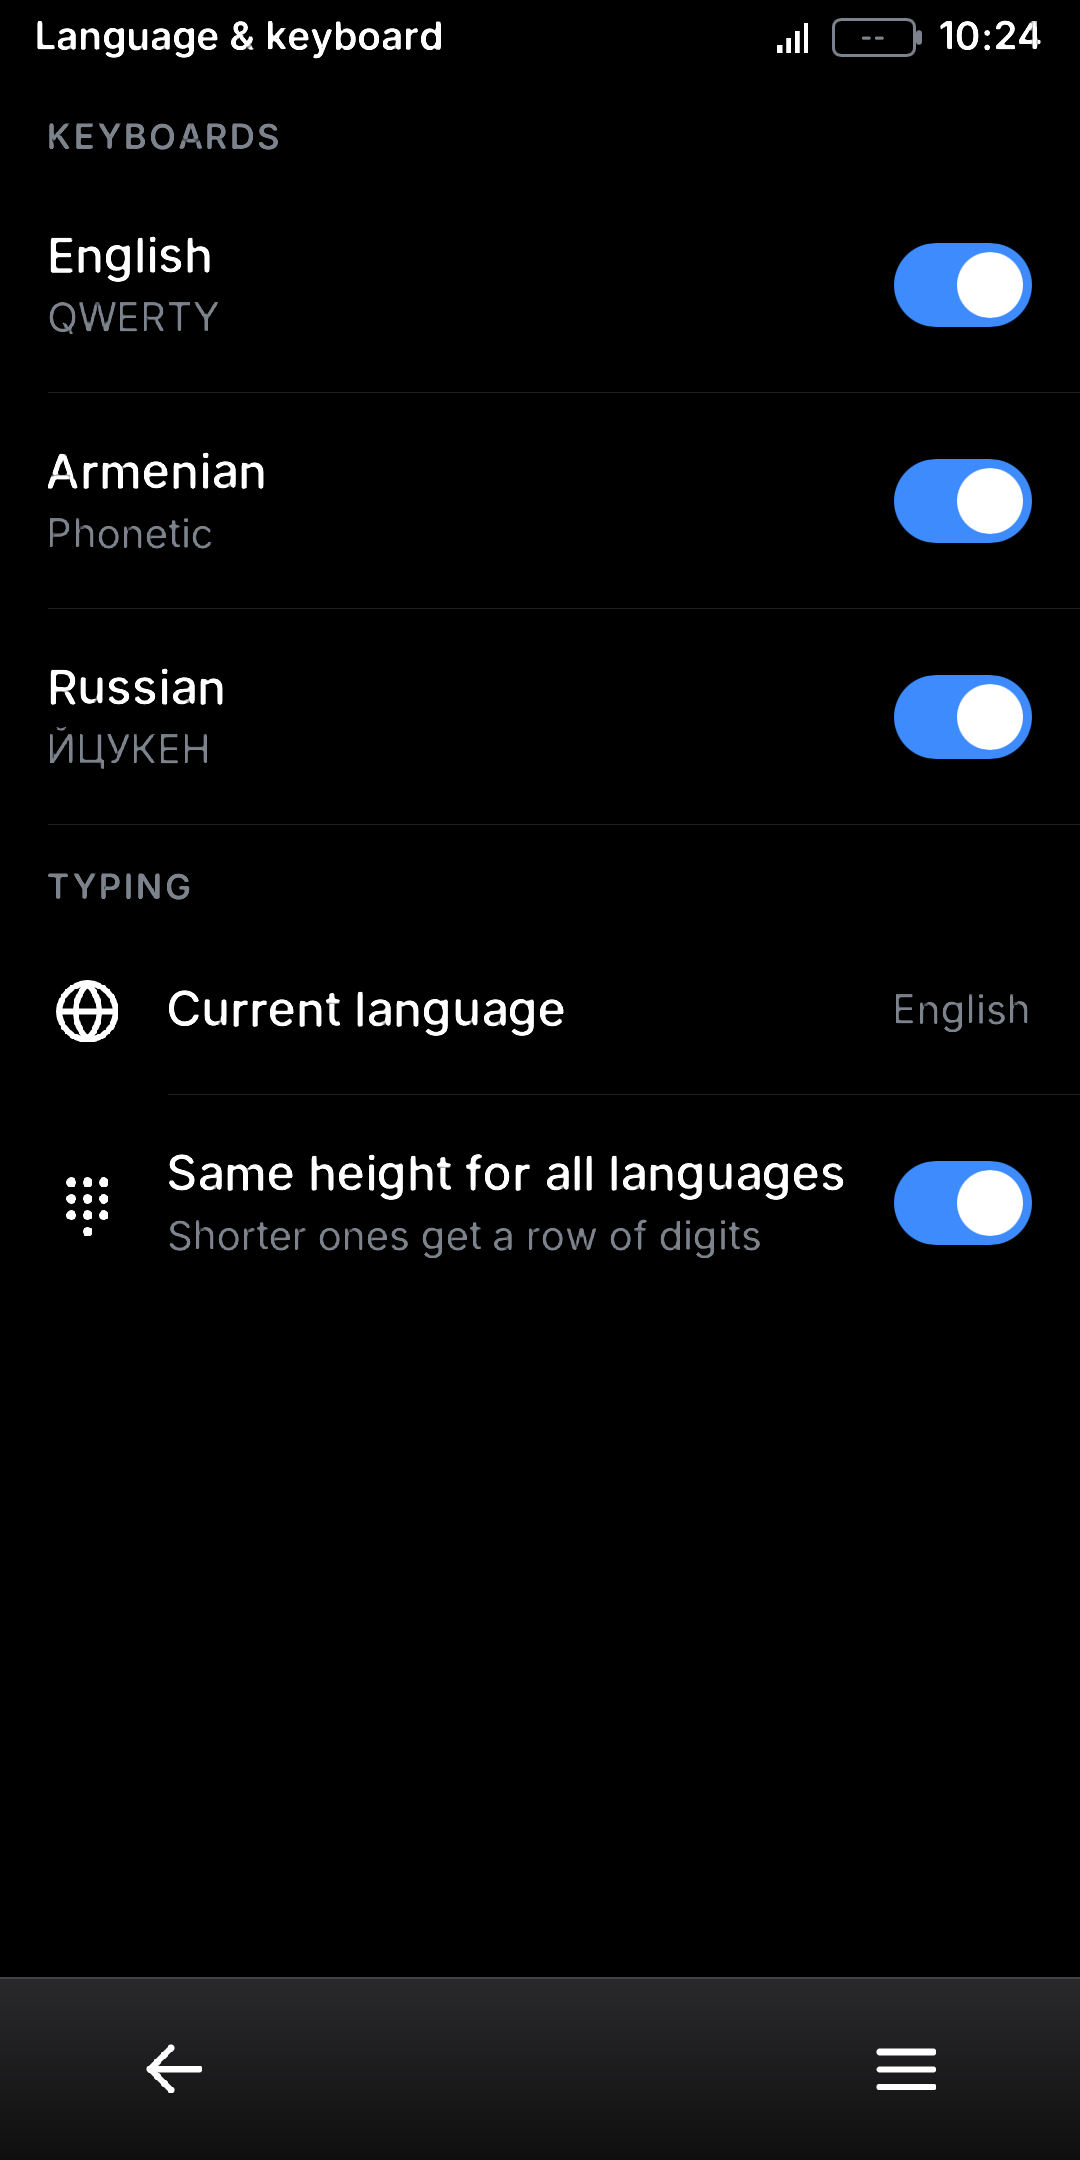 Language & keyboard
-- 10:24
KEYBOARDS
English
QWERTY
Armenian
Phonetic
Russian
ЙЦУКЕН
TYPING
Current language English
Same height for all languages
Shorter ones get a row of digits